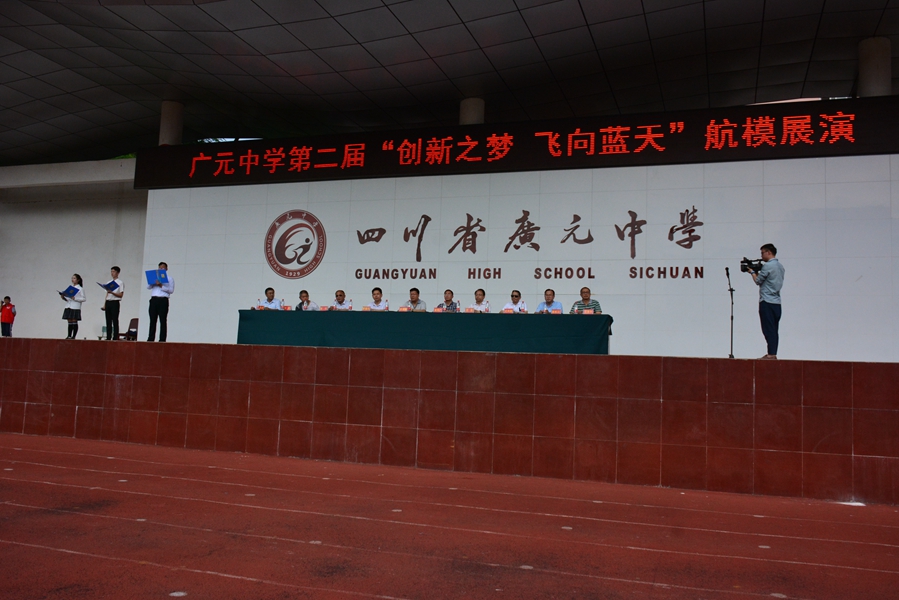 广元中学第二届“创新之梦 飞向蓝天”航模展演
四川省廣元中學
GUANGYUAN HIGH SCHOOL SICHUAN